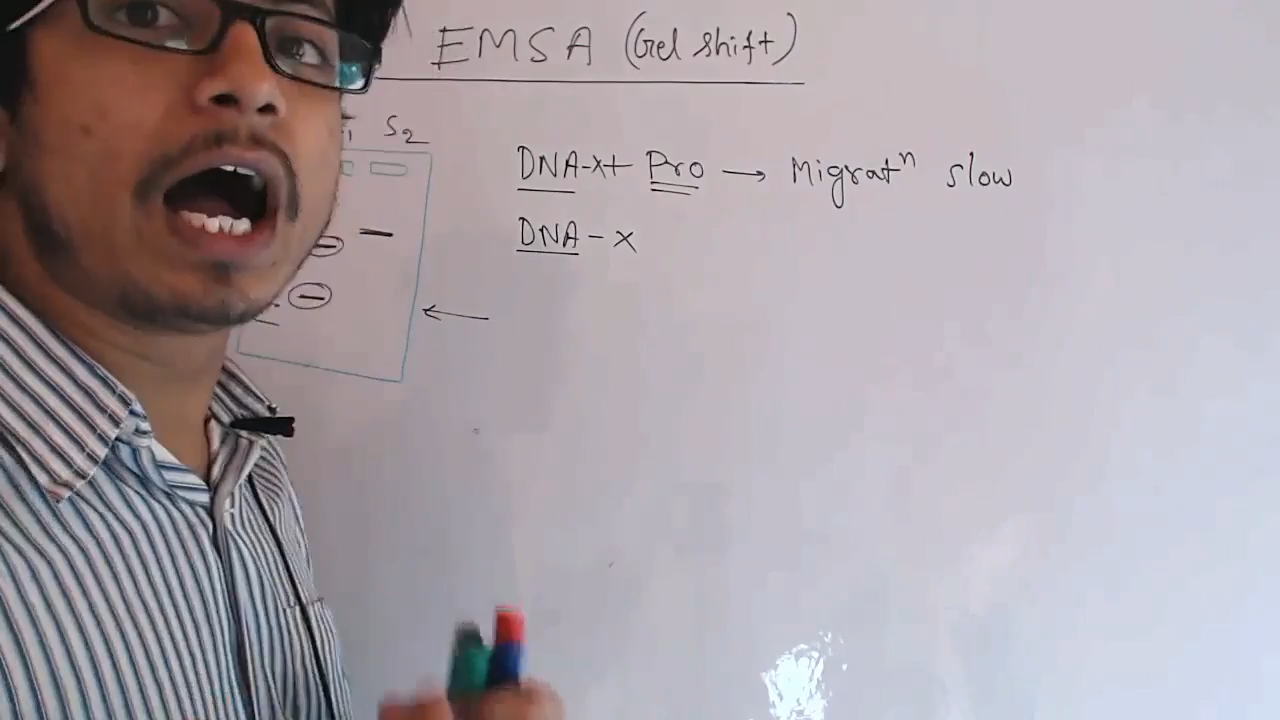 EMSA (Gel shift)
S2
DNA-x+ Pro → Migratⁿ slow
DNA-x